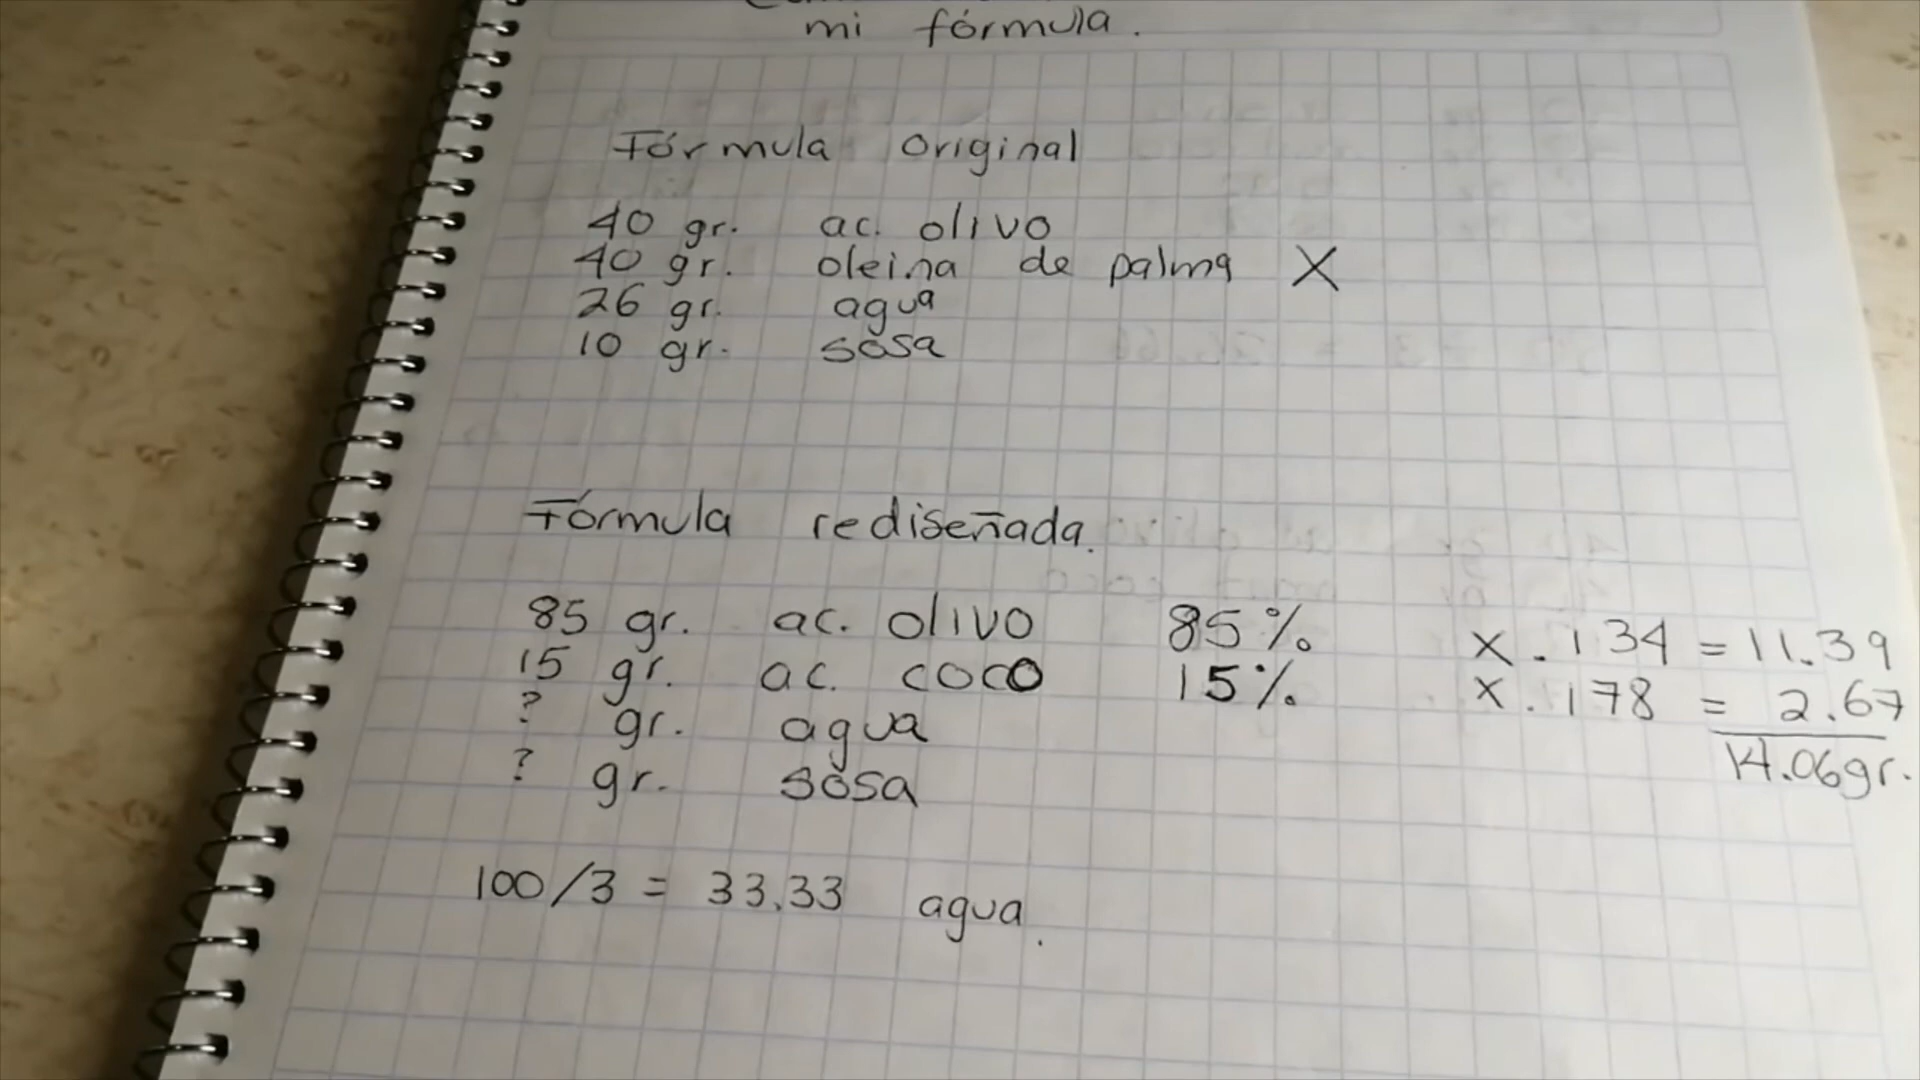 mi fórmula.
Fórmula original
40 gr. ac. olivo
40 gr. oleina de palma X
26 gr. agua
10 gr. sosa
Fórmula rediseñada.
85 gr. ac. olivo 85% x .134 = 11.39
15 gr. ac. coco 15% x .178 = 2.67
? gr. agua 14.06gr.
? gr. sosa
100/3 = 33.33 agua.